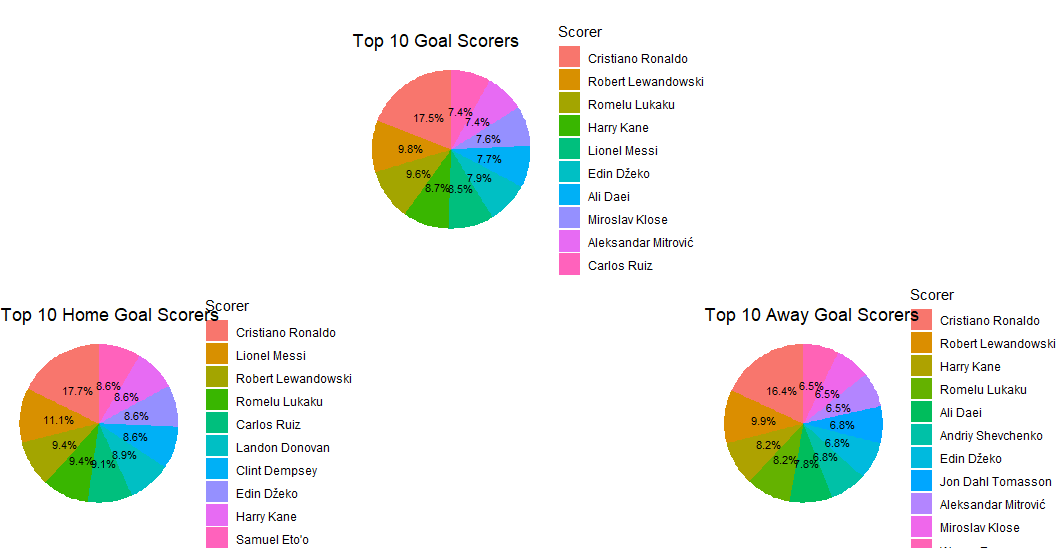 Top 10 Goal Scorers
Scorer
Cristiano Ronaldo
Robert Lewandowski
Romelu Lukaku
Harry Kane
Lionel Messi
Edin Džeko
Ali Daei
Miroslav Klose
Aleksandar Mitrović
Carlos Ruiz
17.5%
7.4%
7.4%
9.8%
7.6%
7.7%
9.6%
7.9%
8.7%
8.5%
Top 10 Home Goal Scorers
Scorer
Cristiano Ronaldo
Lionel Messi
Robert Lewandowski
Romelu Lukaku
Carlos Ruiz
Landon Donovan
Clint Dempsey
Edin Džeko
Harry Kane
Samuel Eto'o
17.7%
8.6%
8.6%
11.1%
8.6%
8.6%
9.4%
8.9%
9.4%
9.1%
Top 10 Away Goal Scorers
Scorer
Cristiano Ronaldo
Robert Lewandowski
Harry Kane
Romelu Lukaku
Ali Daei
Andriy Shevchenko
Edin Džeko
Jon Dahl Tomasson
Aleksandar Mitrović
Miroslav Klose
16.4%
6.5%
6.5%
6.5%
9.9%
6.8%
8.2%
6.8%
8.2%
7.8%
6.8%